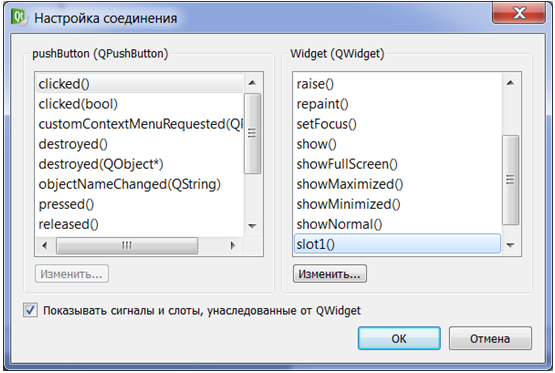 Настройка соединения
pushButton (QPushButton)
clicked()
clicked(bool)
customContextMenuRequested(QP
destroyed()
destroyed(QObject*)
objectNameChanged(QString)
pressed()
released()
Изменить...
Widget (QWidget)
raise()
repaint()
setFocus()
show()
showFullScreen()
showMaximized()
showMinimized()
showNormal()
slot1()
Изменить...
Показывать сигналы и слоты, унаследованные от QWidget
ОК
Отмена